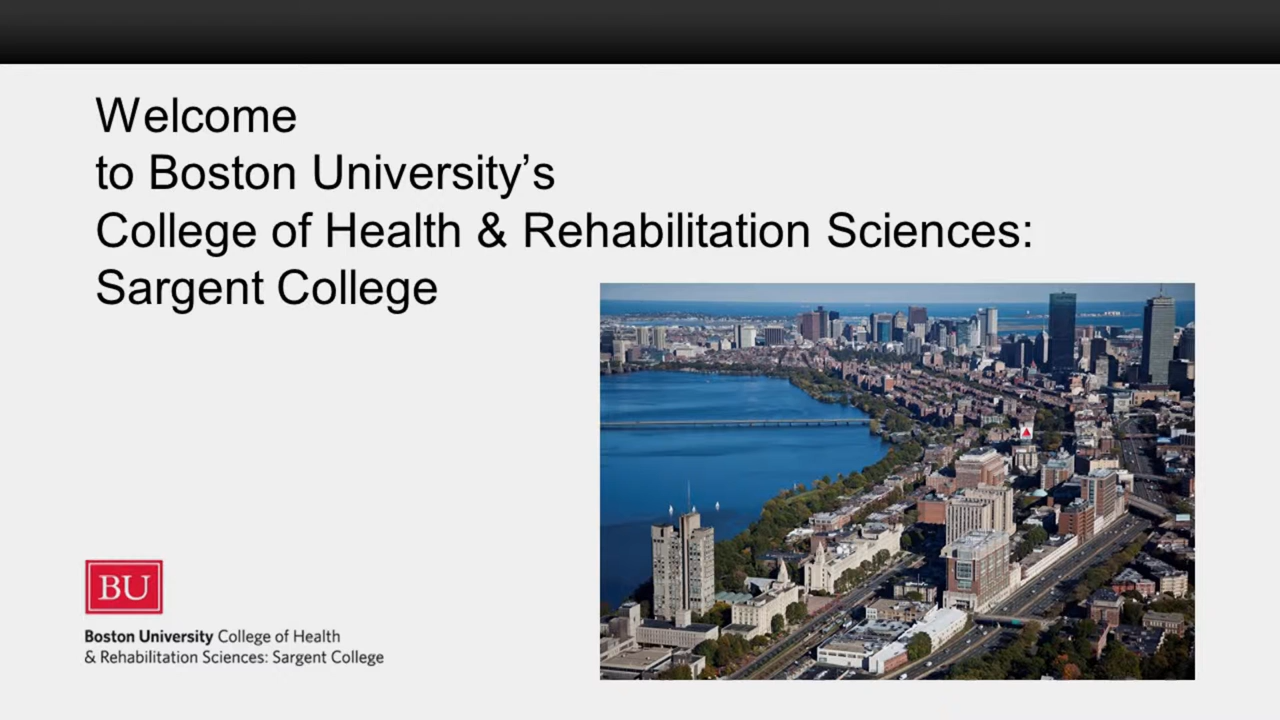 Welcome
to Boston University’s
College of Health & Rehabilitation Sciences:
Sargent College
BU
Boston University College of Health
& Rehabilitation Sciences: Sargent College